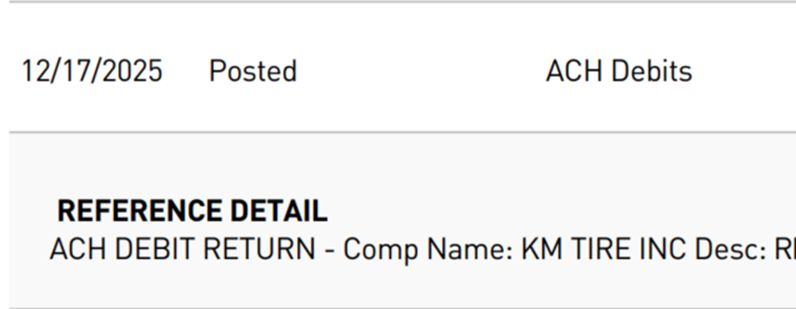 12/17/2025 Posted ACH Debits
REFERENCE DETAIL
ACH DEBIT RETURN - Comp Name: KM TIRE INC Desc: